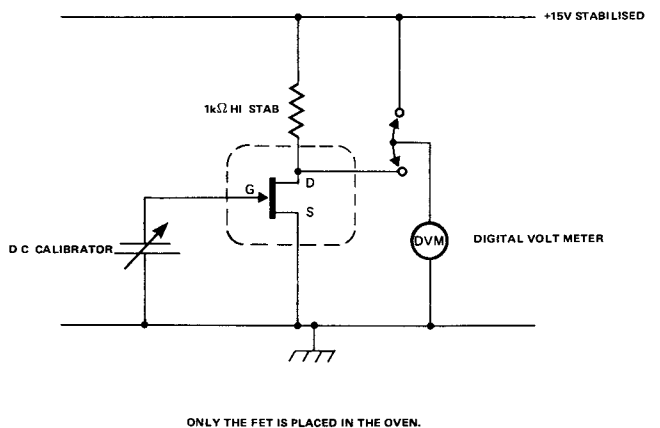 +15V STABILISED
1kΩ HI STAB
D
G
S
D C CALIBRATOR
DVM
DIGITAL VOLT METER
ONLY THE FET IS PLACED IN THE OVEN.